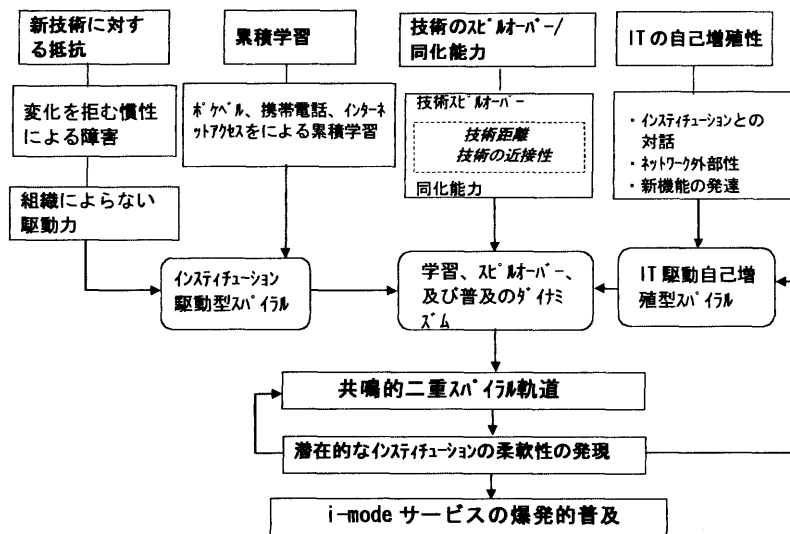 新技術に対す
る抵抗
累積学習
技術のスピルオーバー/
同化能力
ITの自己増殖性
変化を拒む慣性
による障害
ポケベル、携帯電話、インターネ
ットアクセスをによる累積学習
技術スピルオーバー
技術距離
技術の近接性
同化能力
・インスティチューションとの
対話
・ネットワーク外部性
・新機能の発達
組織によらない
駆動力
インスティチューション
駆動型スパイラル
学習、スピルオーバー、
及び普及のダイナミ
ズム
IT駆動自己増
殖型スパイラル
共鳴的二重スパイラル軌道
潜在的なインスティチューションの柔軟性の発現
i-modeサービスの爆発的普及